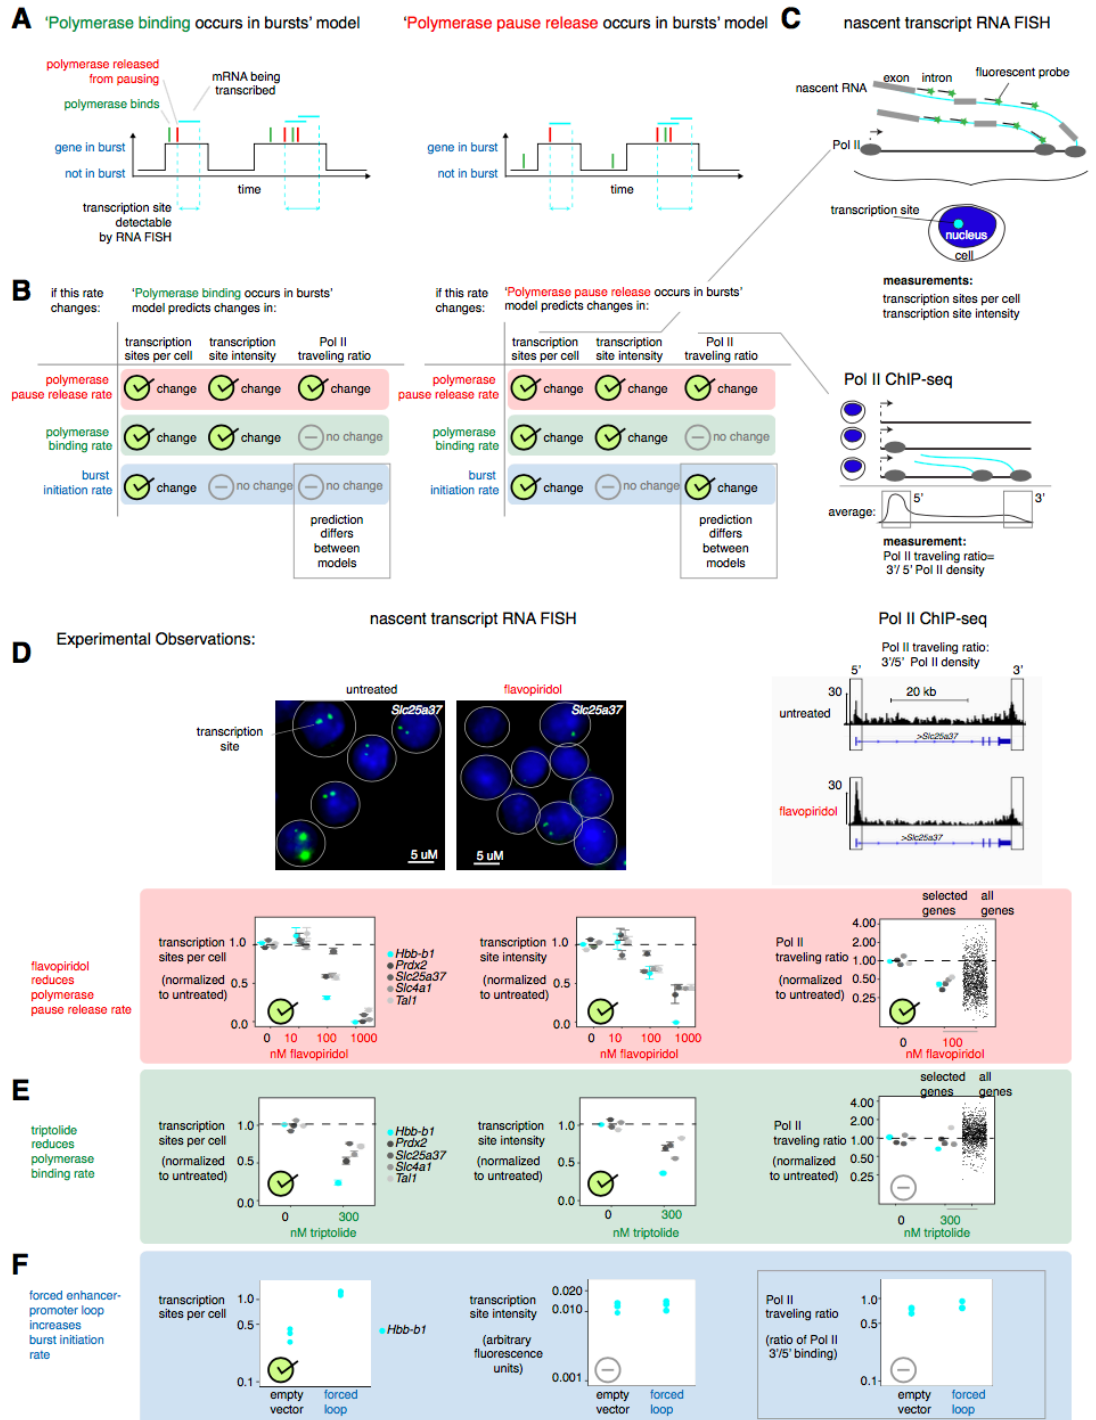 A
'Polymerase binding occurs in bursts' model
'Polymerase pause release occurs in bursts' model
polymerase released
from pausing
polymerase binds
mRNA being
transcribed
gene in burst
not in burst
time
transcription site
detectable
by RNA FISH
gene in burst
not in burst
time
C
nascent transcript RNA FISH
exon intron
fluorescent probe
nascent RNA
Pol II
transcription site
nucleus
cell
measurements:
transcription sites per cell
transcription site intensity
B
if this rate
changes:
'Polymerase binding occurs in bursts'
model predicts changes in:
transcription
sites per cell
transcription
site intensity
Pol II
traveling ratio
polymerase
pause release rate
change
change
change
polymerase
binding rate
change
change
no change
burst
initiation rate
change
no change
no change
prediction
differs
between
models
if this rate
changes:
'Polymerase pause release occurs in bursts'
model predicts changes in:
transcription
sites per cell
transcription
site intensity
Pol II
traveling ratio
polymerase
pause release rate
change
change
change
polymerase
binding rate
change
change
no change
burst
initiation rate
change
no change
change
prediction
differs
between
models
Pol II ChIP-seq
average:
5'
3'
measurement:
Pol II traveling ratio=
3'/ 5' Pol II density
D
Experimental Observations:
nascent transcript RNA FISH
untreated
flavopiridol
transcription
site
Slc25a37
5 uM
Slc25a37
5 uM
Pol II ChIP-seq
Pol II traveling ratio:
3'/5' Pol II density
5'
3'
30
20 kb
untreated
>Slc25a37
30
flavopiridol
>Slc25a37
flavopiridol
reduces
polymerase
pause release rate
transcription
sites per cell
(normalized
to untreated)
1.0
0.5
0.0
0 10 100 1000
nM flavopiridol
Hbb-b1
Prdx2
Slc25a37
Slc4a1
Tal1
transcription
site intensity
(normalized
to untreated)
1.0
0.5
0.0
0 10 100 1000
nM flavopiridol
selected
genes
all
genes
Pol II
traveling ratio
(normalized
to untreated)
4.00
2.00
1.00
0.50
0.25
0 100
nM flavopiridol
E
triptolide
reduces
polymerase
binding rate
transcription
sites per cell
(normalized
to untreated)
1.0
0.5
0.0
0 300
nM triptolide
Hbb-b1
Prdx2
Slc25a37
Slc4a1
Tal1
transcription
site intensity
(normalized
to untreated)
1.0
0.5
0.0
0 300
nM triptolide
selected
genes
all
genes
Pol II
traveling ratio
(normalized
to untreated)
4.00
2.00
1.00
0.50
0.25
0 300
nM triptolide
F
forced enhancer-
promoter loop
increases
burst initiation
rate
transcription
sites per cell
1.0
0.5
0.1
empty
vector
forced
loop
Hbb-b1
transcription
site intensity
(arbitrary
fluorescence
units)
0.020
0.010
0.001
empty
vector
forced
loop
Pol II
traveling ratio
(ratio of Pol II
3'/5' binding)
1.0
0.5
0.1
empty
vector
forced
loop